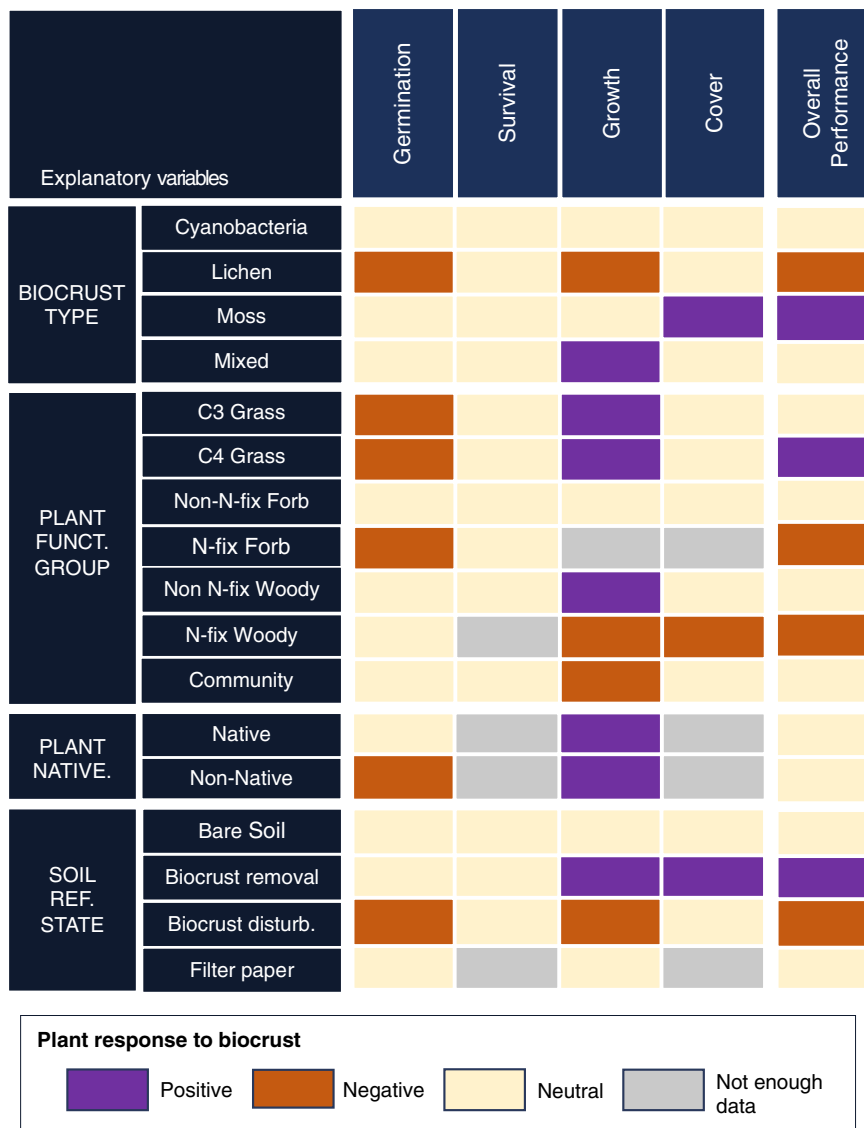 Explanatory variables
Germination
Survival
Growth
Cover
Overall
Performance
BIOCRUST
TYPE
Cyanobacteria
Lichen
Moss
Mixed
PLANT
FUNCT.
GROUP
C3 Grass
C4 Grass
Non-N-fix Forb
N-fix Forb
Non N-fix Woody
N-fix Woody
Community
PLANT
NATIVE.
Native
Non-Native
SOIL
REF.
STATE
Bare Soil
Biocrust removal
Biocrust disturb.
Filter paper
Plant response to biocrust
Positive
Negative
Neutral
Not enough
data